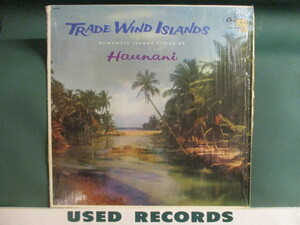 TRADE WIND ISLANDS
ROMANTIC ISLAND SONGS BY
Haunani
USED RECORDS